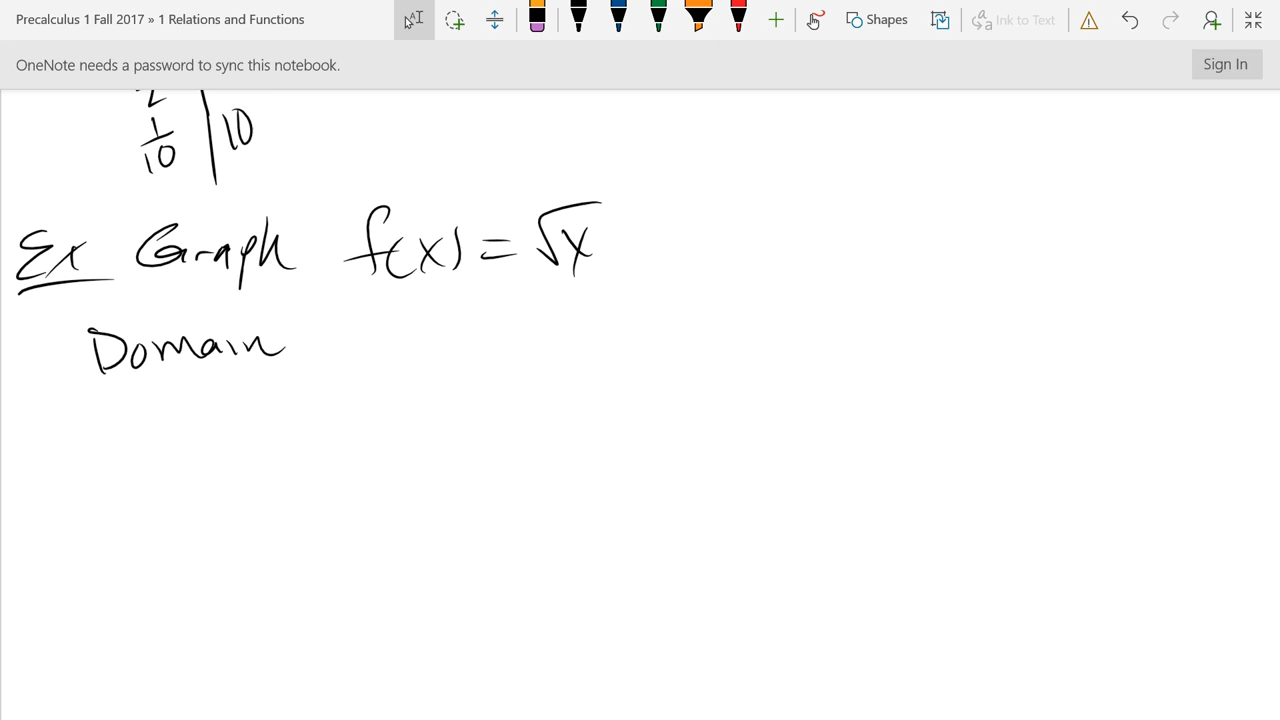 Precalculus 1 Fall 2017 » 1 Relations and Functions
Shapes
Ink to Text
OneNote needs a password to sync this notebook.
Sign In
1/10 | 10
Ex Graph f(x) = √x
Domain